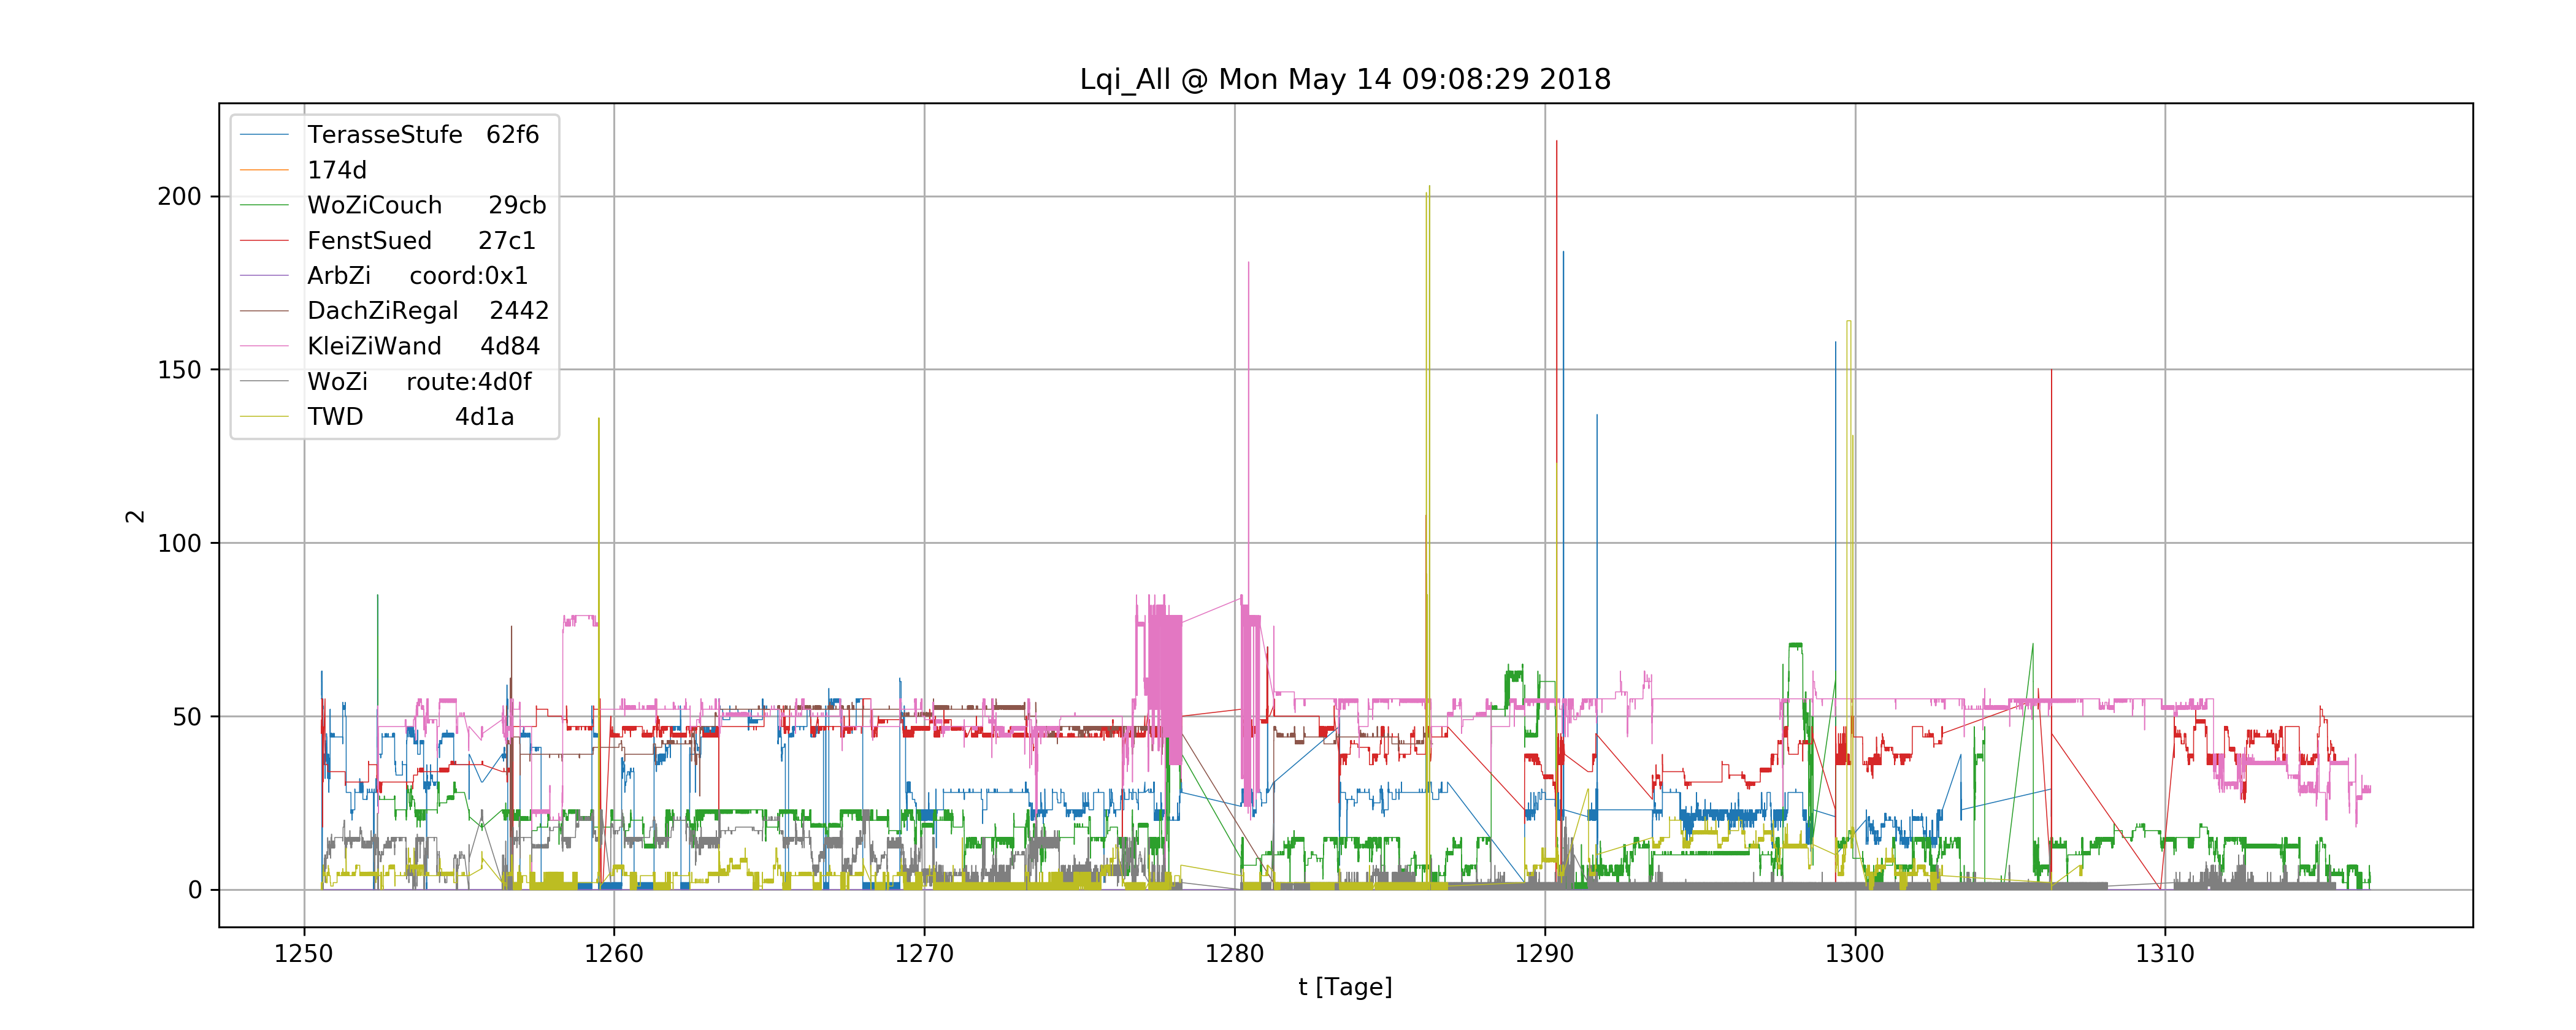 Lqi_All @ Mon May 14 09:08:29 2018
TerasseStufe 62f6
174d
WoZiCouch 29cb
FenstSued 27c1
ArbZi coord:0x1
DachZiRegal 2442
KleiZiWand 4d84
WoZi route:4d0f
TWD 4d1a
200
150
100
50
0
2
1250 1260 1270 1280 1290 1300 1310
t [Tage]